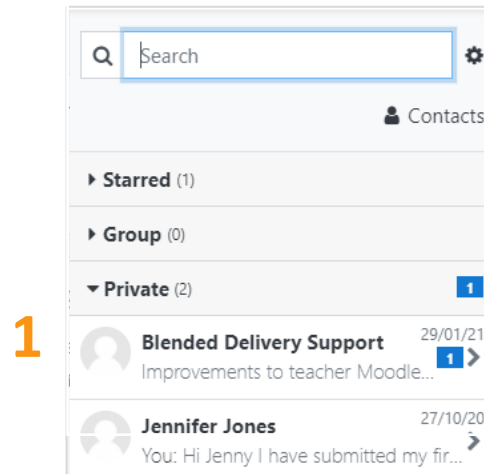 Search
Contacts
Starred (1)
Group (0)
Private (2) 1
1
Blended Delivery Support 29/01/21
Improvements to teacher Moodle... 1
Jennifer Jones 27/10/20
You: Hi Jenny I have submitted my fir...